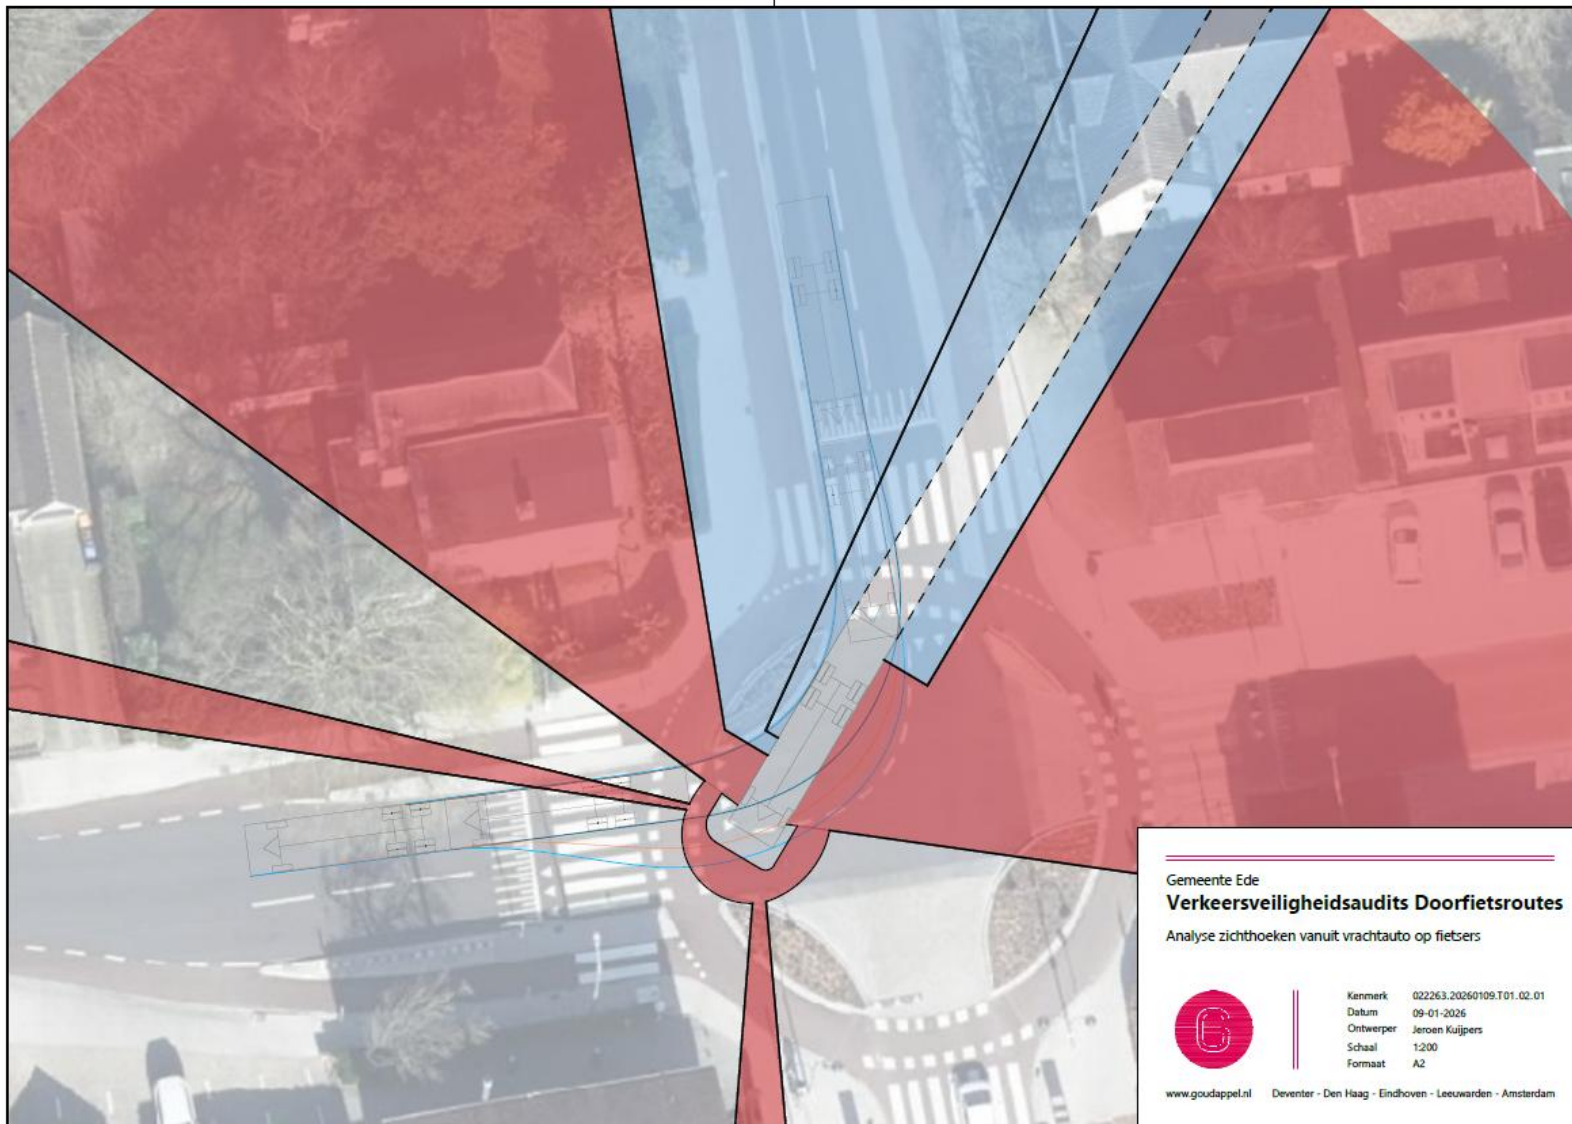 Gemeente Ede
Verkeersveiligheidsaudits Doorfietsroutes
Analyse zichthoeken vanuit vrachtauto op fietsers
Kenmerk 022263.20260109.T01.02.01
Datum 09-01-2026
Ontwerper Jeroen Kuijpers
Schaal 1:200
Formaat A2
www.goudappel.nl Deventer - Den Haag - Eindhoven - Leeuwarden - Amsterdam